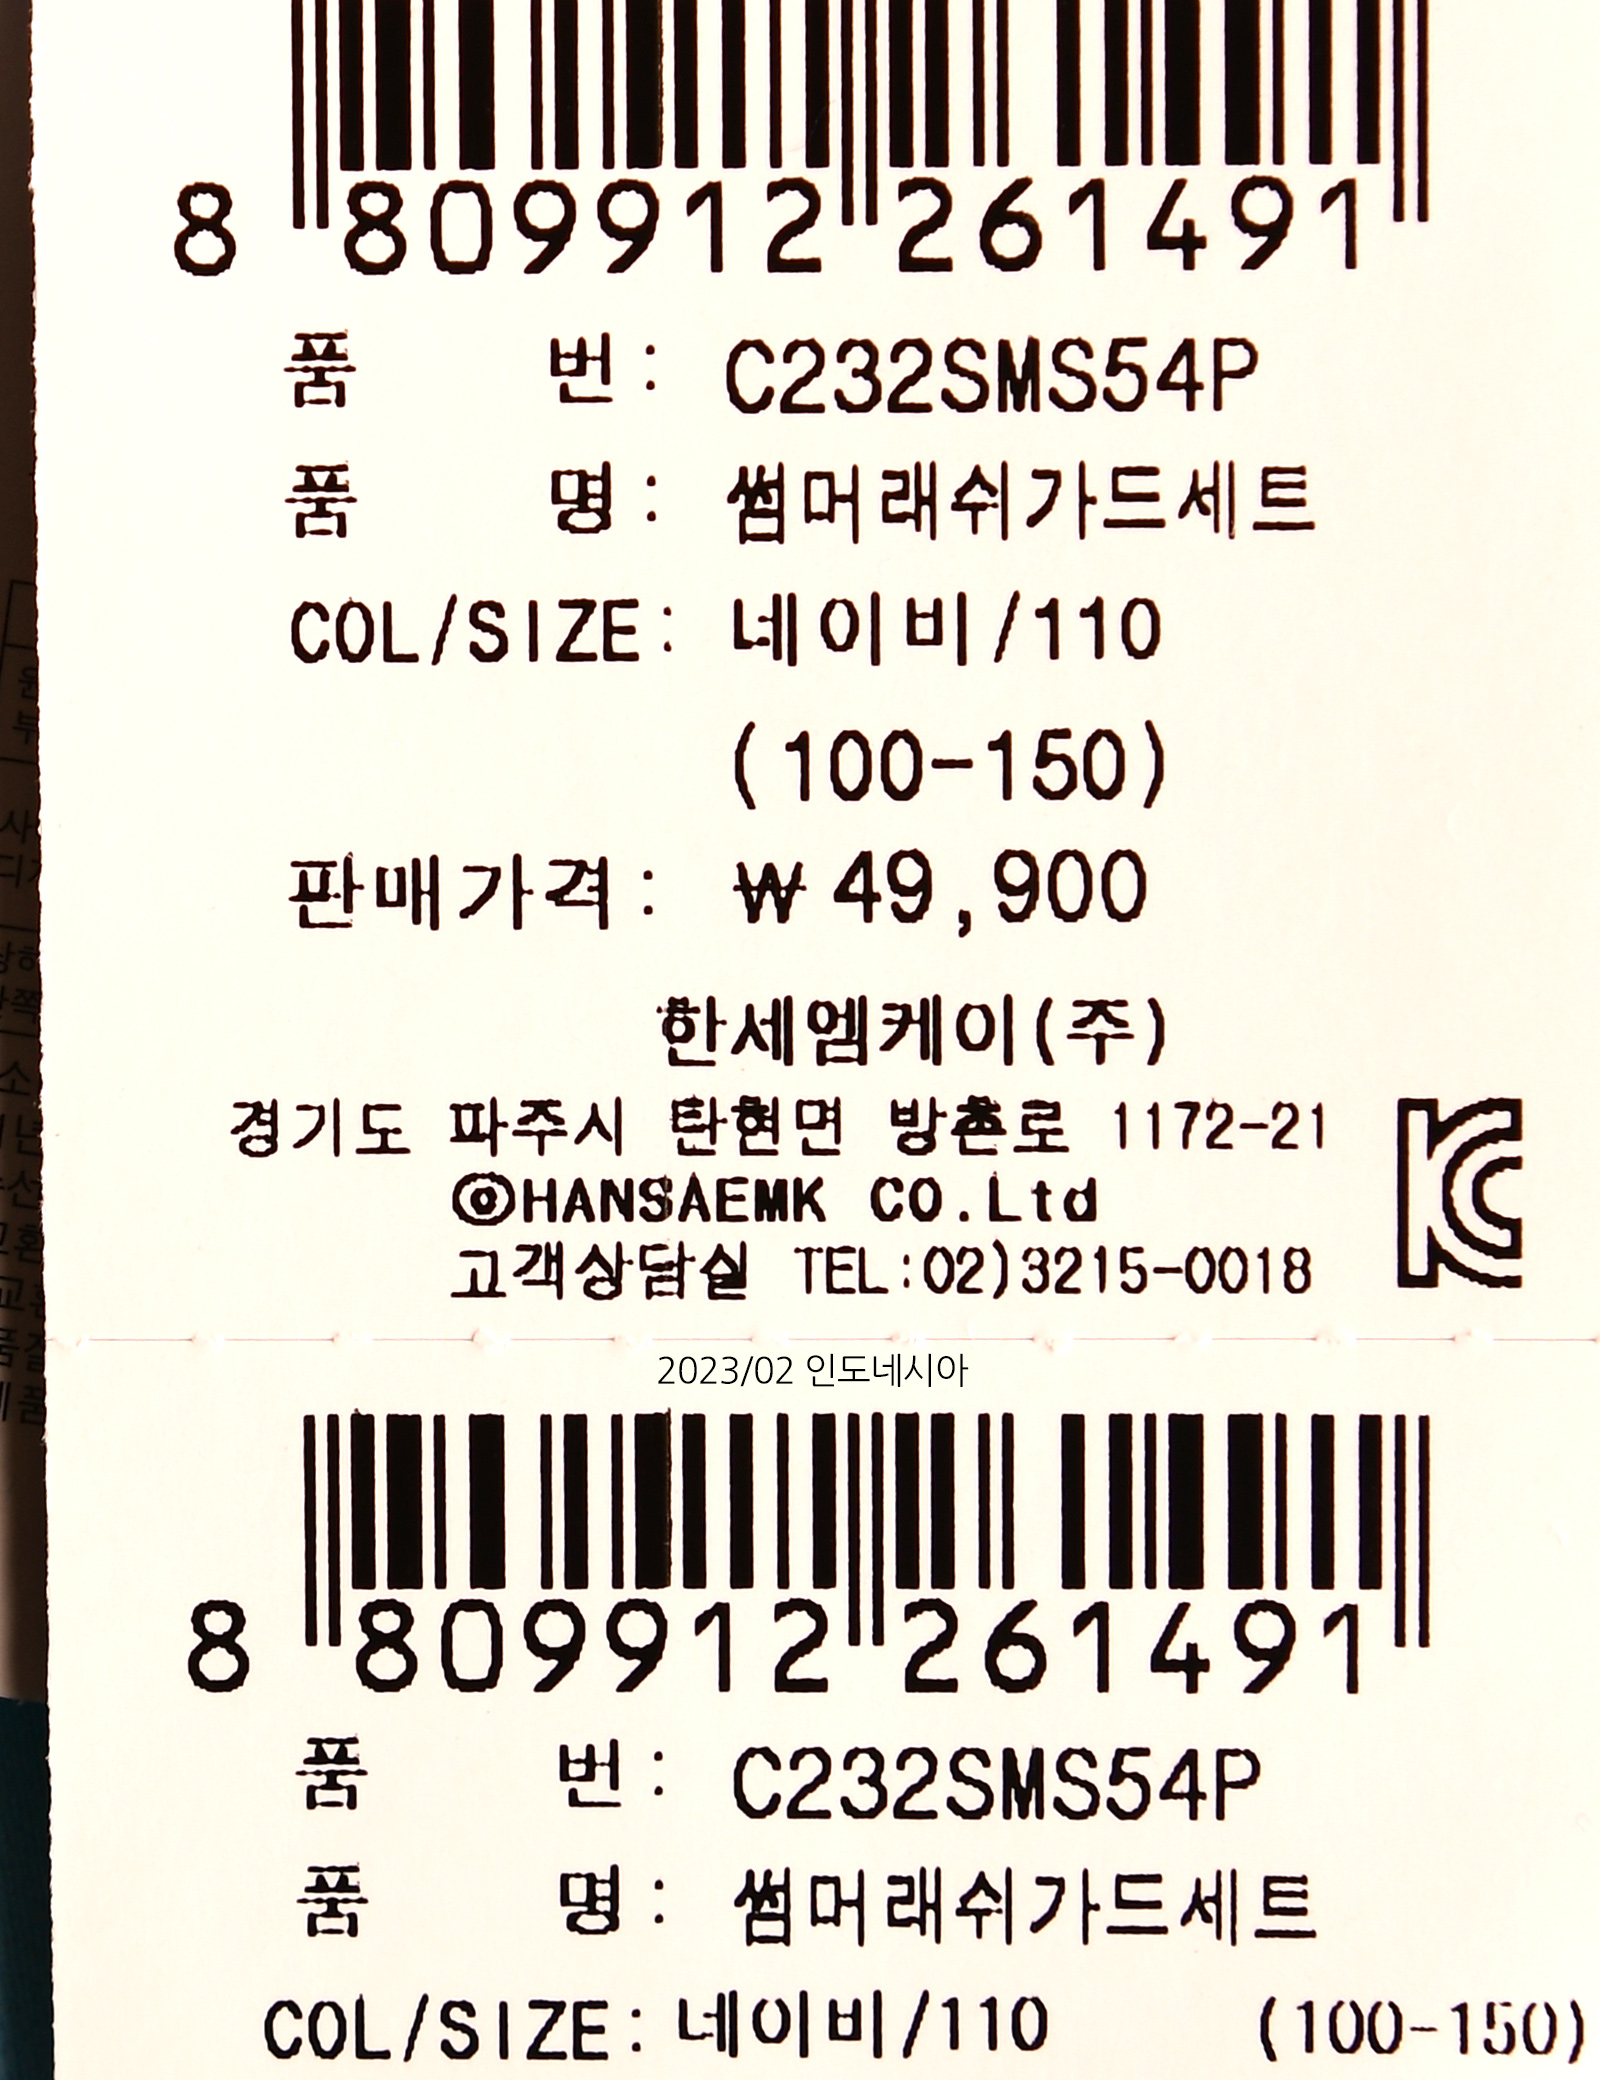 8 809912 261491
품 번: C232SMS54P
품 명: 썸머래쉬가드세트
COL/SIZE: 네이비/110
(100-150)
판매가격: ₩ 49,900
한세엠케이(주)
경기도 파주시 탄현면 방촌로 1172-21
ⓒHANSAEMK CO.Ltd
고객상담실 TEL:02)3215-0018
2023/02 인도네시아
8 809912 261491
품 번: C232SMS54P
품 명: 썸머래쉬가드세트
COL/SIZE: 네이비/110 (100-150)